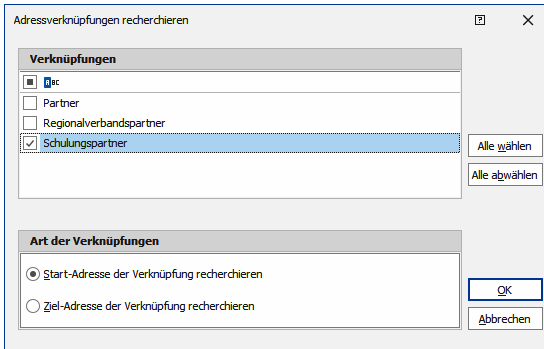 Adressverknüpfungen recherchieren
Verknüpfungen
ABC
Partner
Regionalverbandspartner
Schulungspartner
Alle wählen
Alle abwählen
Art der Verknüpfungen
Start-Adresse der Verknüpfung recherchieren
Ziel-Adresse der Verknüpfung recherchieren
OK
Abbrechen